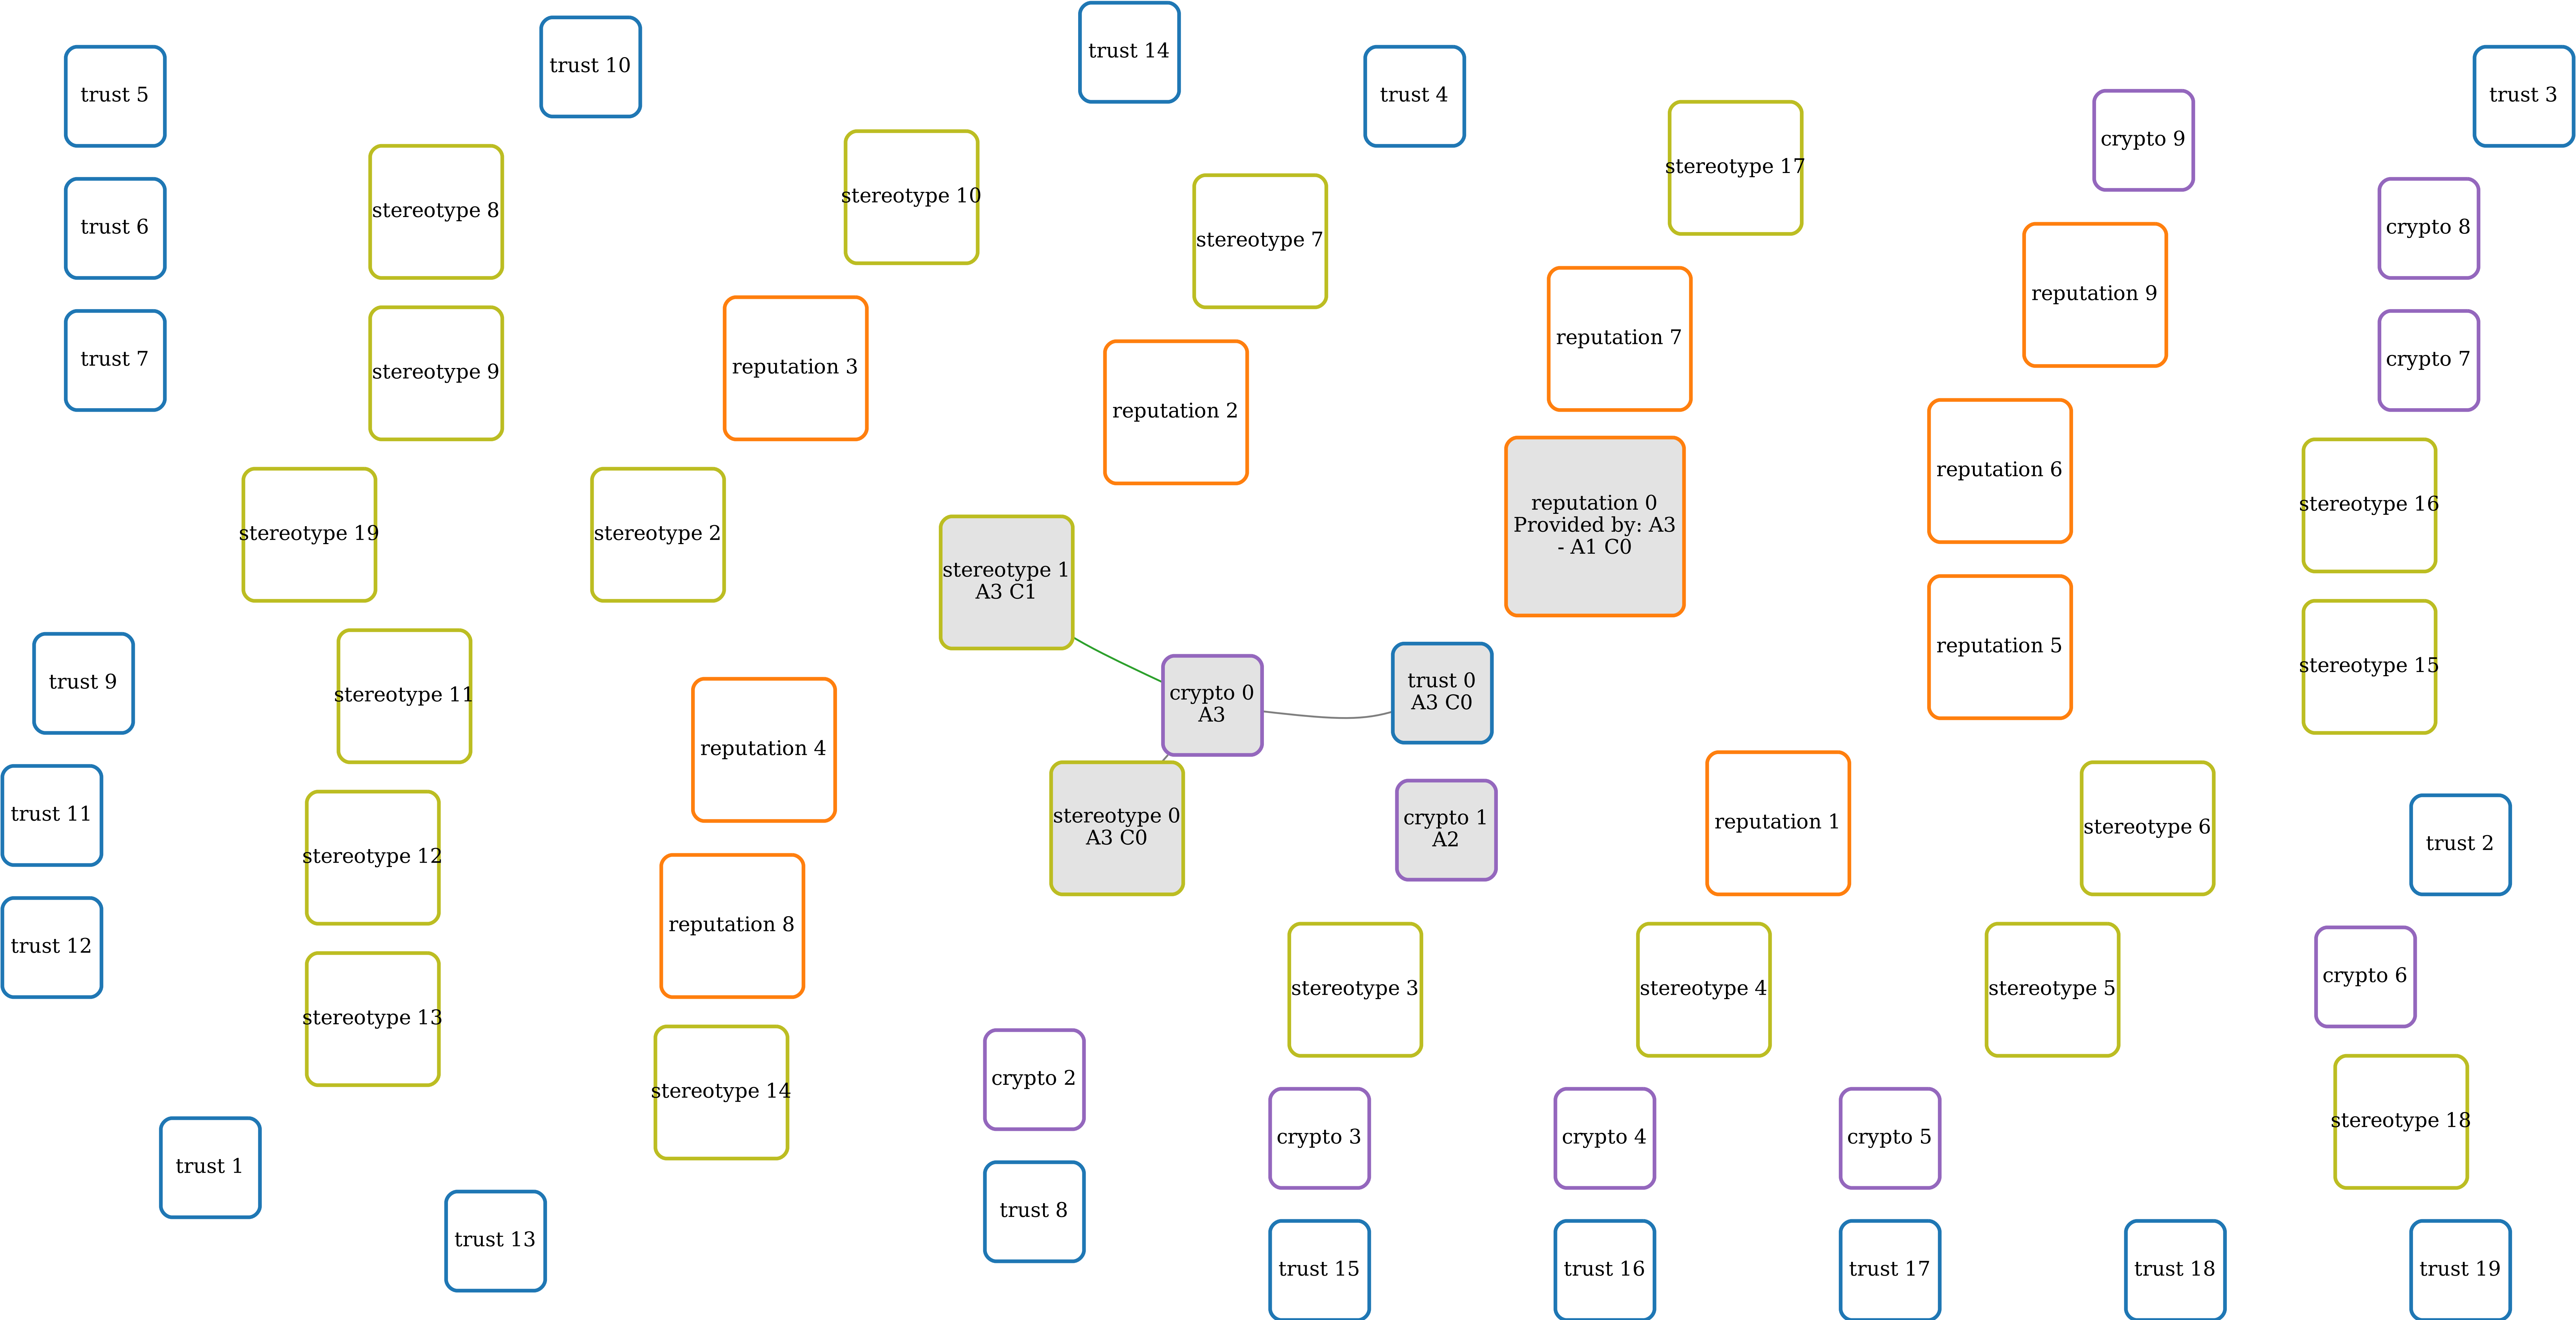 trust 14
trust 10
trust 5
trust 4
trust 3
crypto 9
stereotype 17
stereotype 10
stereotype 8
trust 6
crypto 8
stereotype 7
reputation 9
reputation 7
trust 7
crypto 7
reputation 3
stereotype 9
reputation 2
reputation 6
reputation 0
Provided by: A3
- A1 C0
stereotype 16
stereotype 19
stereotype 2
stereotype 1
A3 C1
reputation 5
stereotype 15
trust 9
stereotype 11
crypto 0
A3
trust 0
A3 C0
reputation 4
trust 11
stereotype 0
A3 C0
crypto 1
A2
reputation 1
stereotype 6
trust 2
stereotype 12
reputation 8
trust 12
crypto 6
stereotype 3
stereotype 4
stereotype 5
stereotype 13
crypto 2
stereotype 14
stereotype 18
crypto 3
crypto 4
crypto 5
trust 1
trust 8
trust 13
trust 15
trust 16
trust 17
trust 18
trust 19